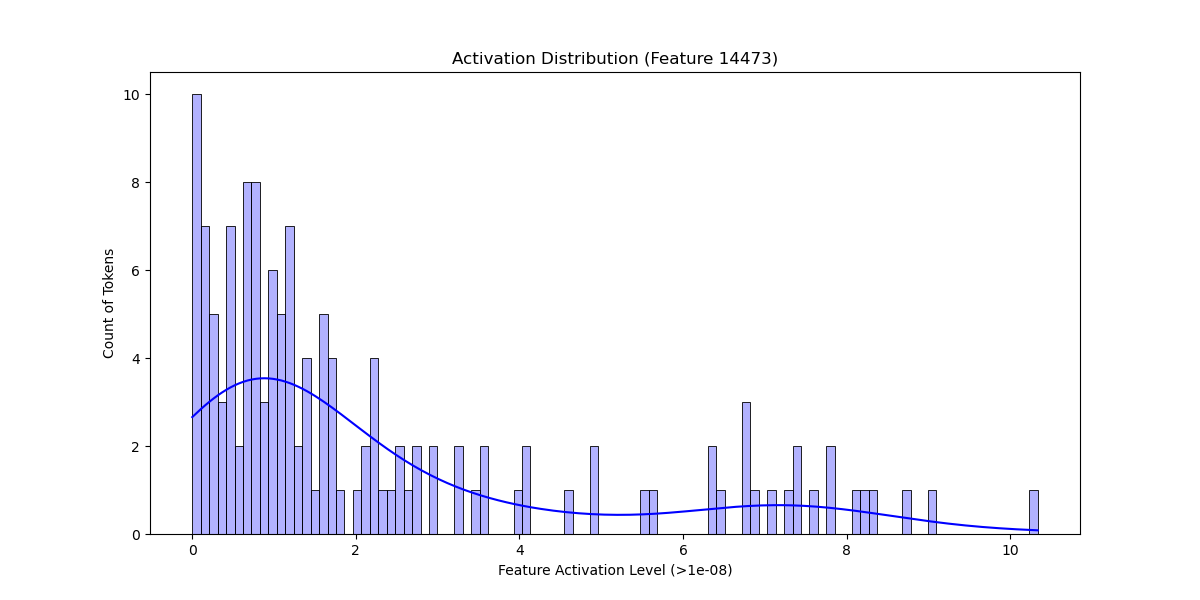 Activation Distribution (Feature 14473)
10
8
6
4
2
0
Count of Tokens
0 2 4 6 8 10
Feature Activation Level (>1e-08)